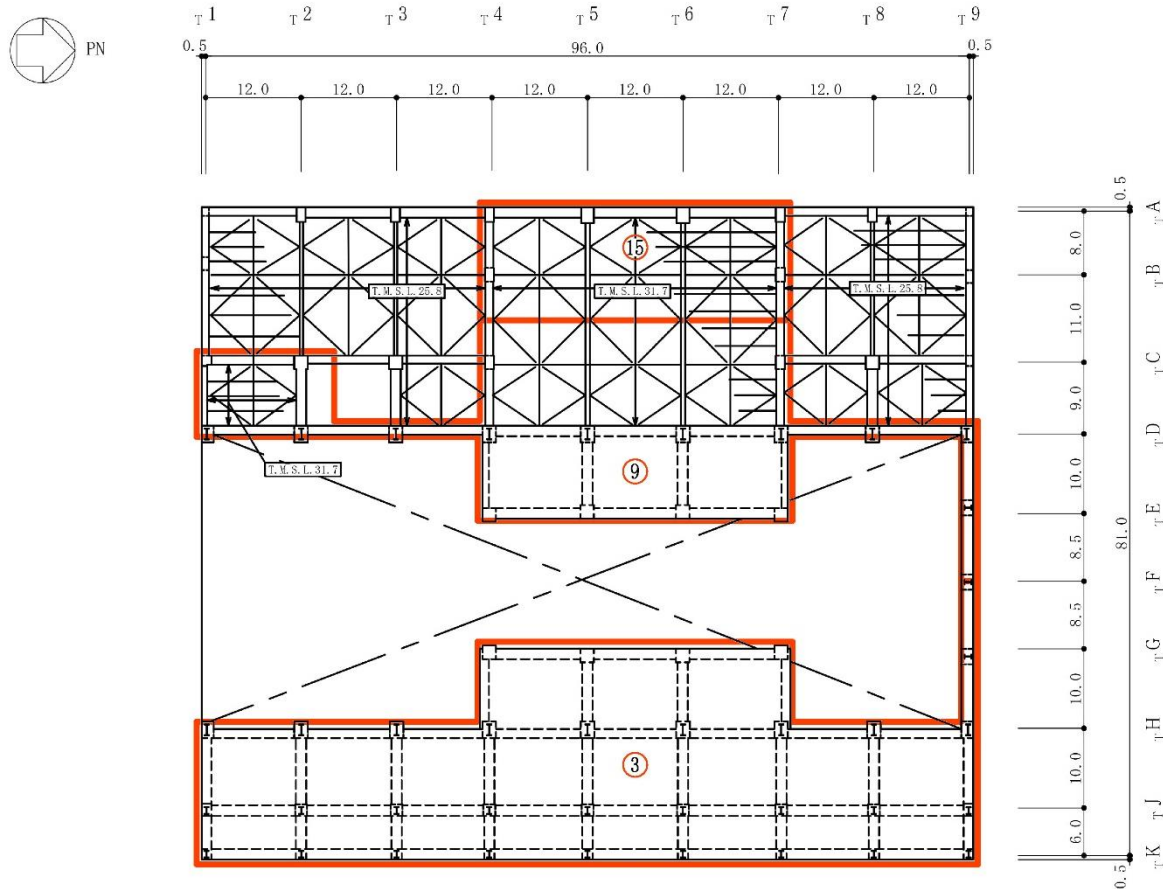 T1 T2 T3 T4 T5 T6 T7 T8 T9
PN
0.5 96.0 0.5
12.0 12.0 12.0 12.0 12.0 12.0 12.0 12.0
0.5
TA
8.0
⑮
TB
T.M.S.L.25.8 T.M.S.L.31.7 T.M.S.L.25.8
11.0
TC
9.0
TD
T.M.S.L.31.7
⑨
10.0
TE
8.5
81.0
TF
8.5
TG
10.0
TH
③
10.0
TJ
6.0
TK
0.5